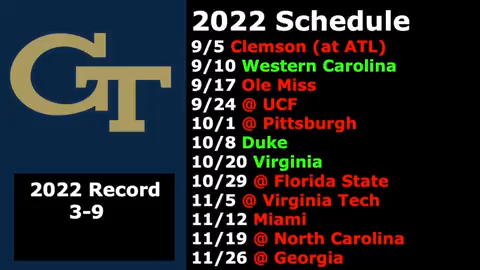 GT
2022 Record
3-9
2022 Schedule
9/5 Clemson (at ATL)
9/10 Western Carolina
9/17 Ole Miss
9/24 @ UCF
10/1 @ Pittsburgh
10/8 Duke
10/20 Virginia
10/29 @ Florida State
11/5 @ Virginia Tech
11/12 Miami
11/19 @ North Carolina
11/26 @ Georgia